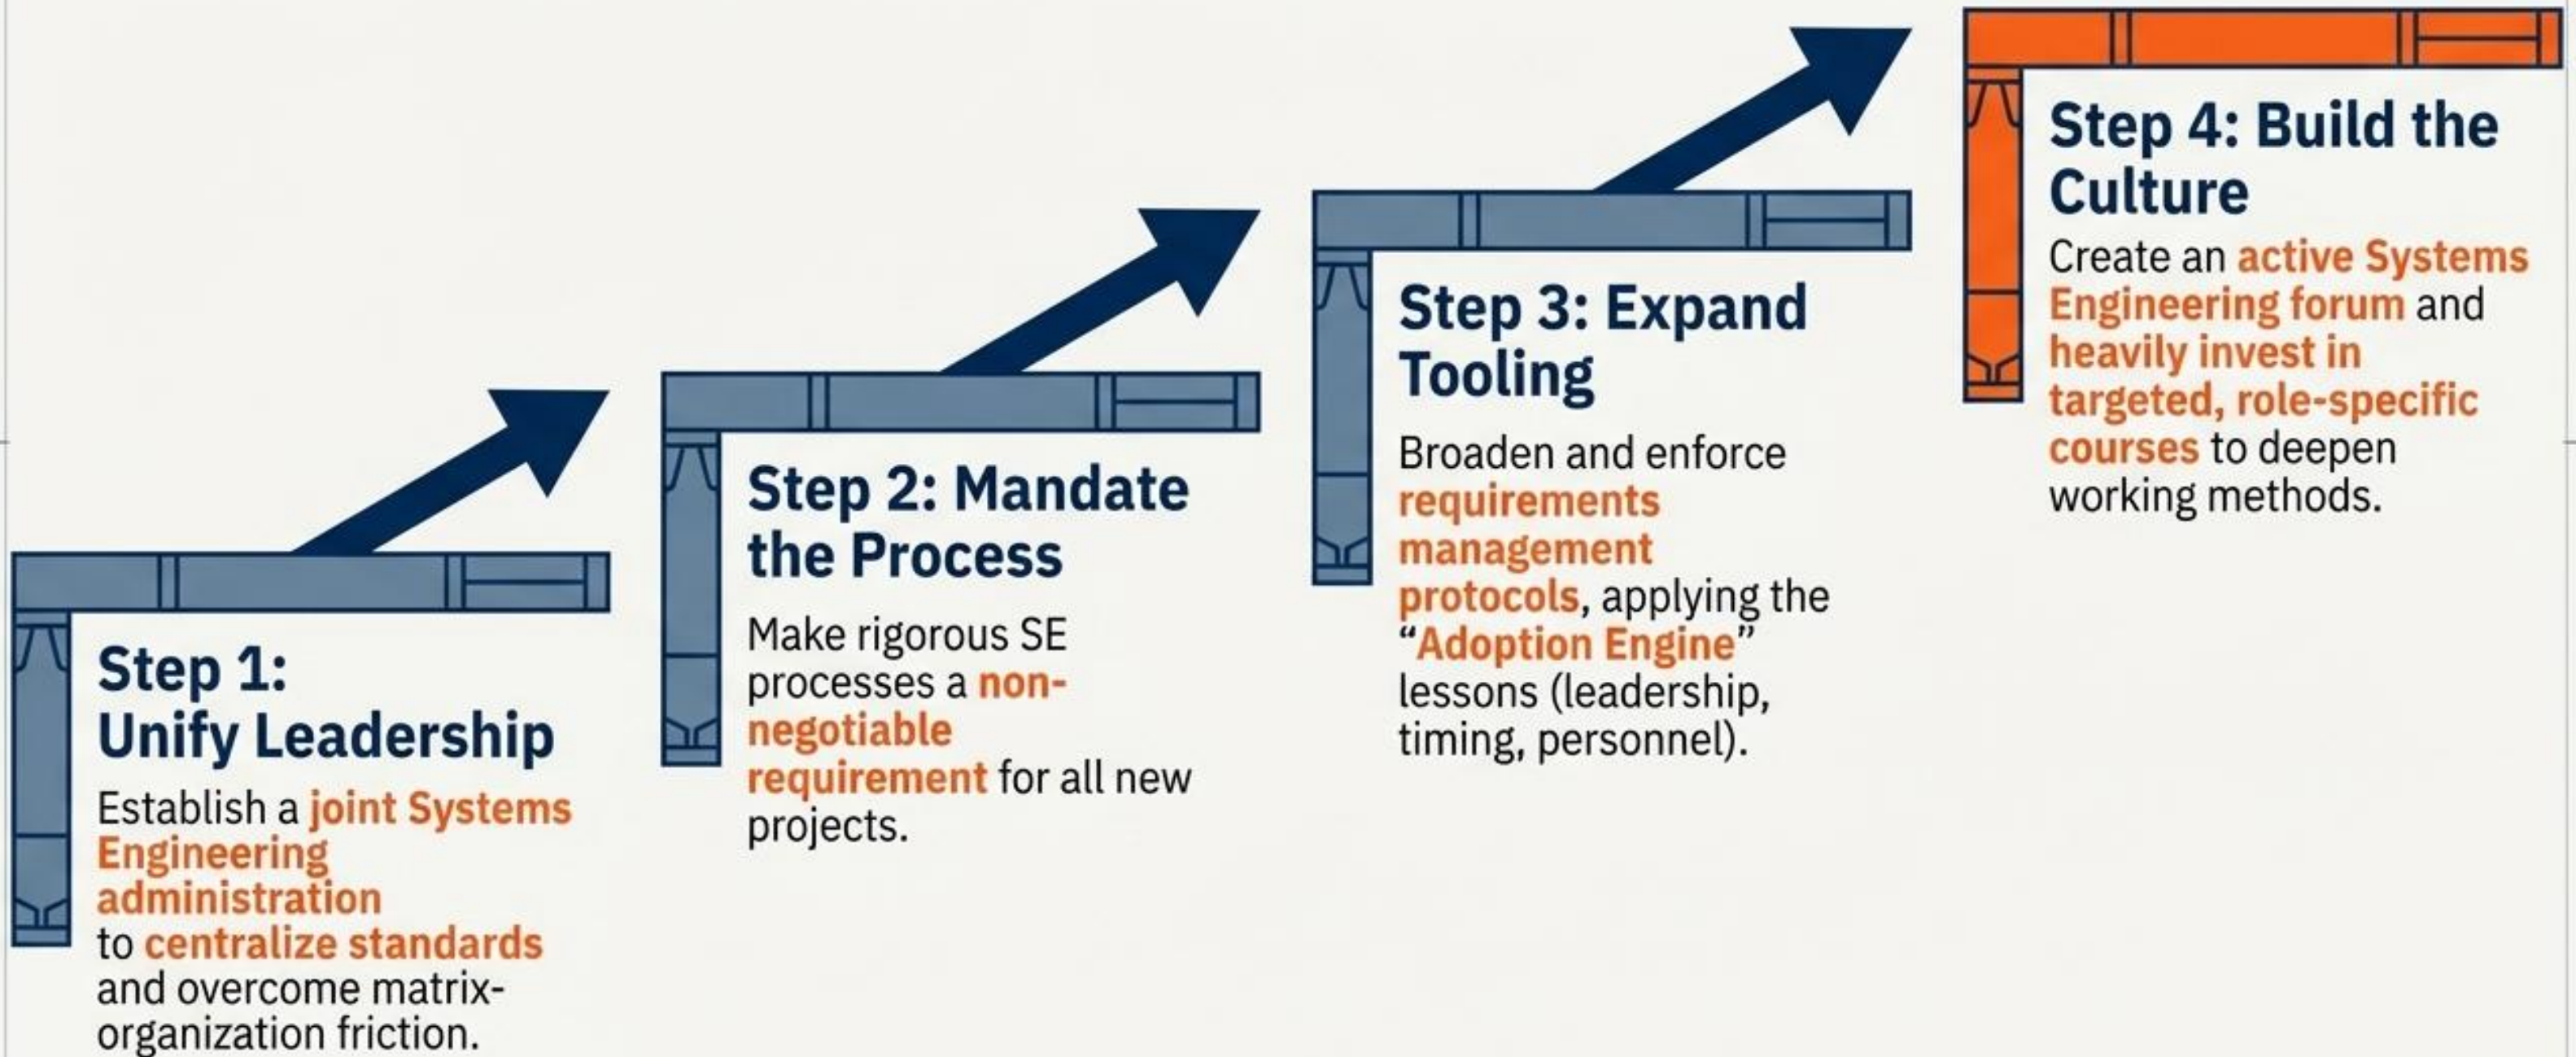 Step 1:
Unify Leadership
Establish a joint Systems
Engineering
administration
to centralize standards
and overcome matrix-
organization friction.
Step 2: Mandate
the Process
Make rigorous SE
processes a non-
negotiable
requirement for all new
projects.
Step 3: Expand
Tooling
Broaden and enforce
requirements
management
protocols, applying the
“Adoption Engine”
lessons (leadership,
timing, personnel).
Step 4: Build the
Culture
Create an active Systems
Engineering forum and
heavily invest in
targeted, role-specific
courses to deepen
working methods.